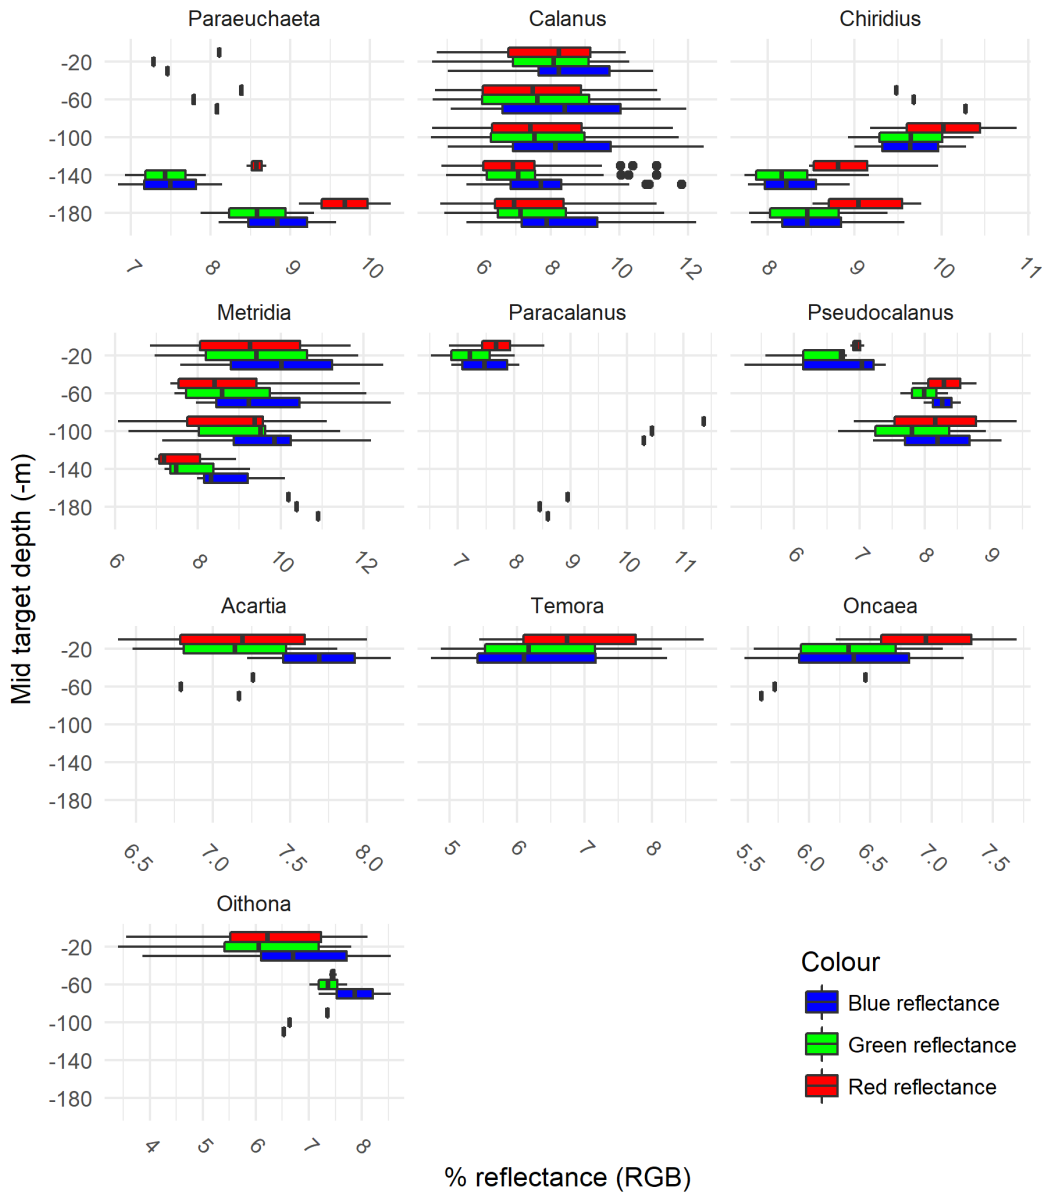 Paraeuchaeta Calanus Chiridius
-20
-60
-100
-140
-180
7 8 9 10 6 8 10 12 8 9 10 11
Metridia Paracalanus Pseudocalanus
-20
-60
-100
-140
-180
6 8 10 12 7 8 9 10 11 6 7 8 9
Mid target depth (-m)
Acartia Temora Oncaea
-20
-60
-100
-140
-180
6.5 7.0 7.5 8.0 5 6 7 8 5.5 6.0 6.5 7.0 7.5
Oithona
-20
-60
-100
-140
-180
4 5 6 7 8
Colour
Blue reflectance
Green reflectance
Red reflectance
% reflectance (RGB)